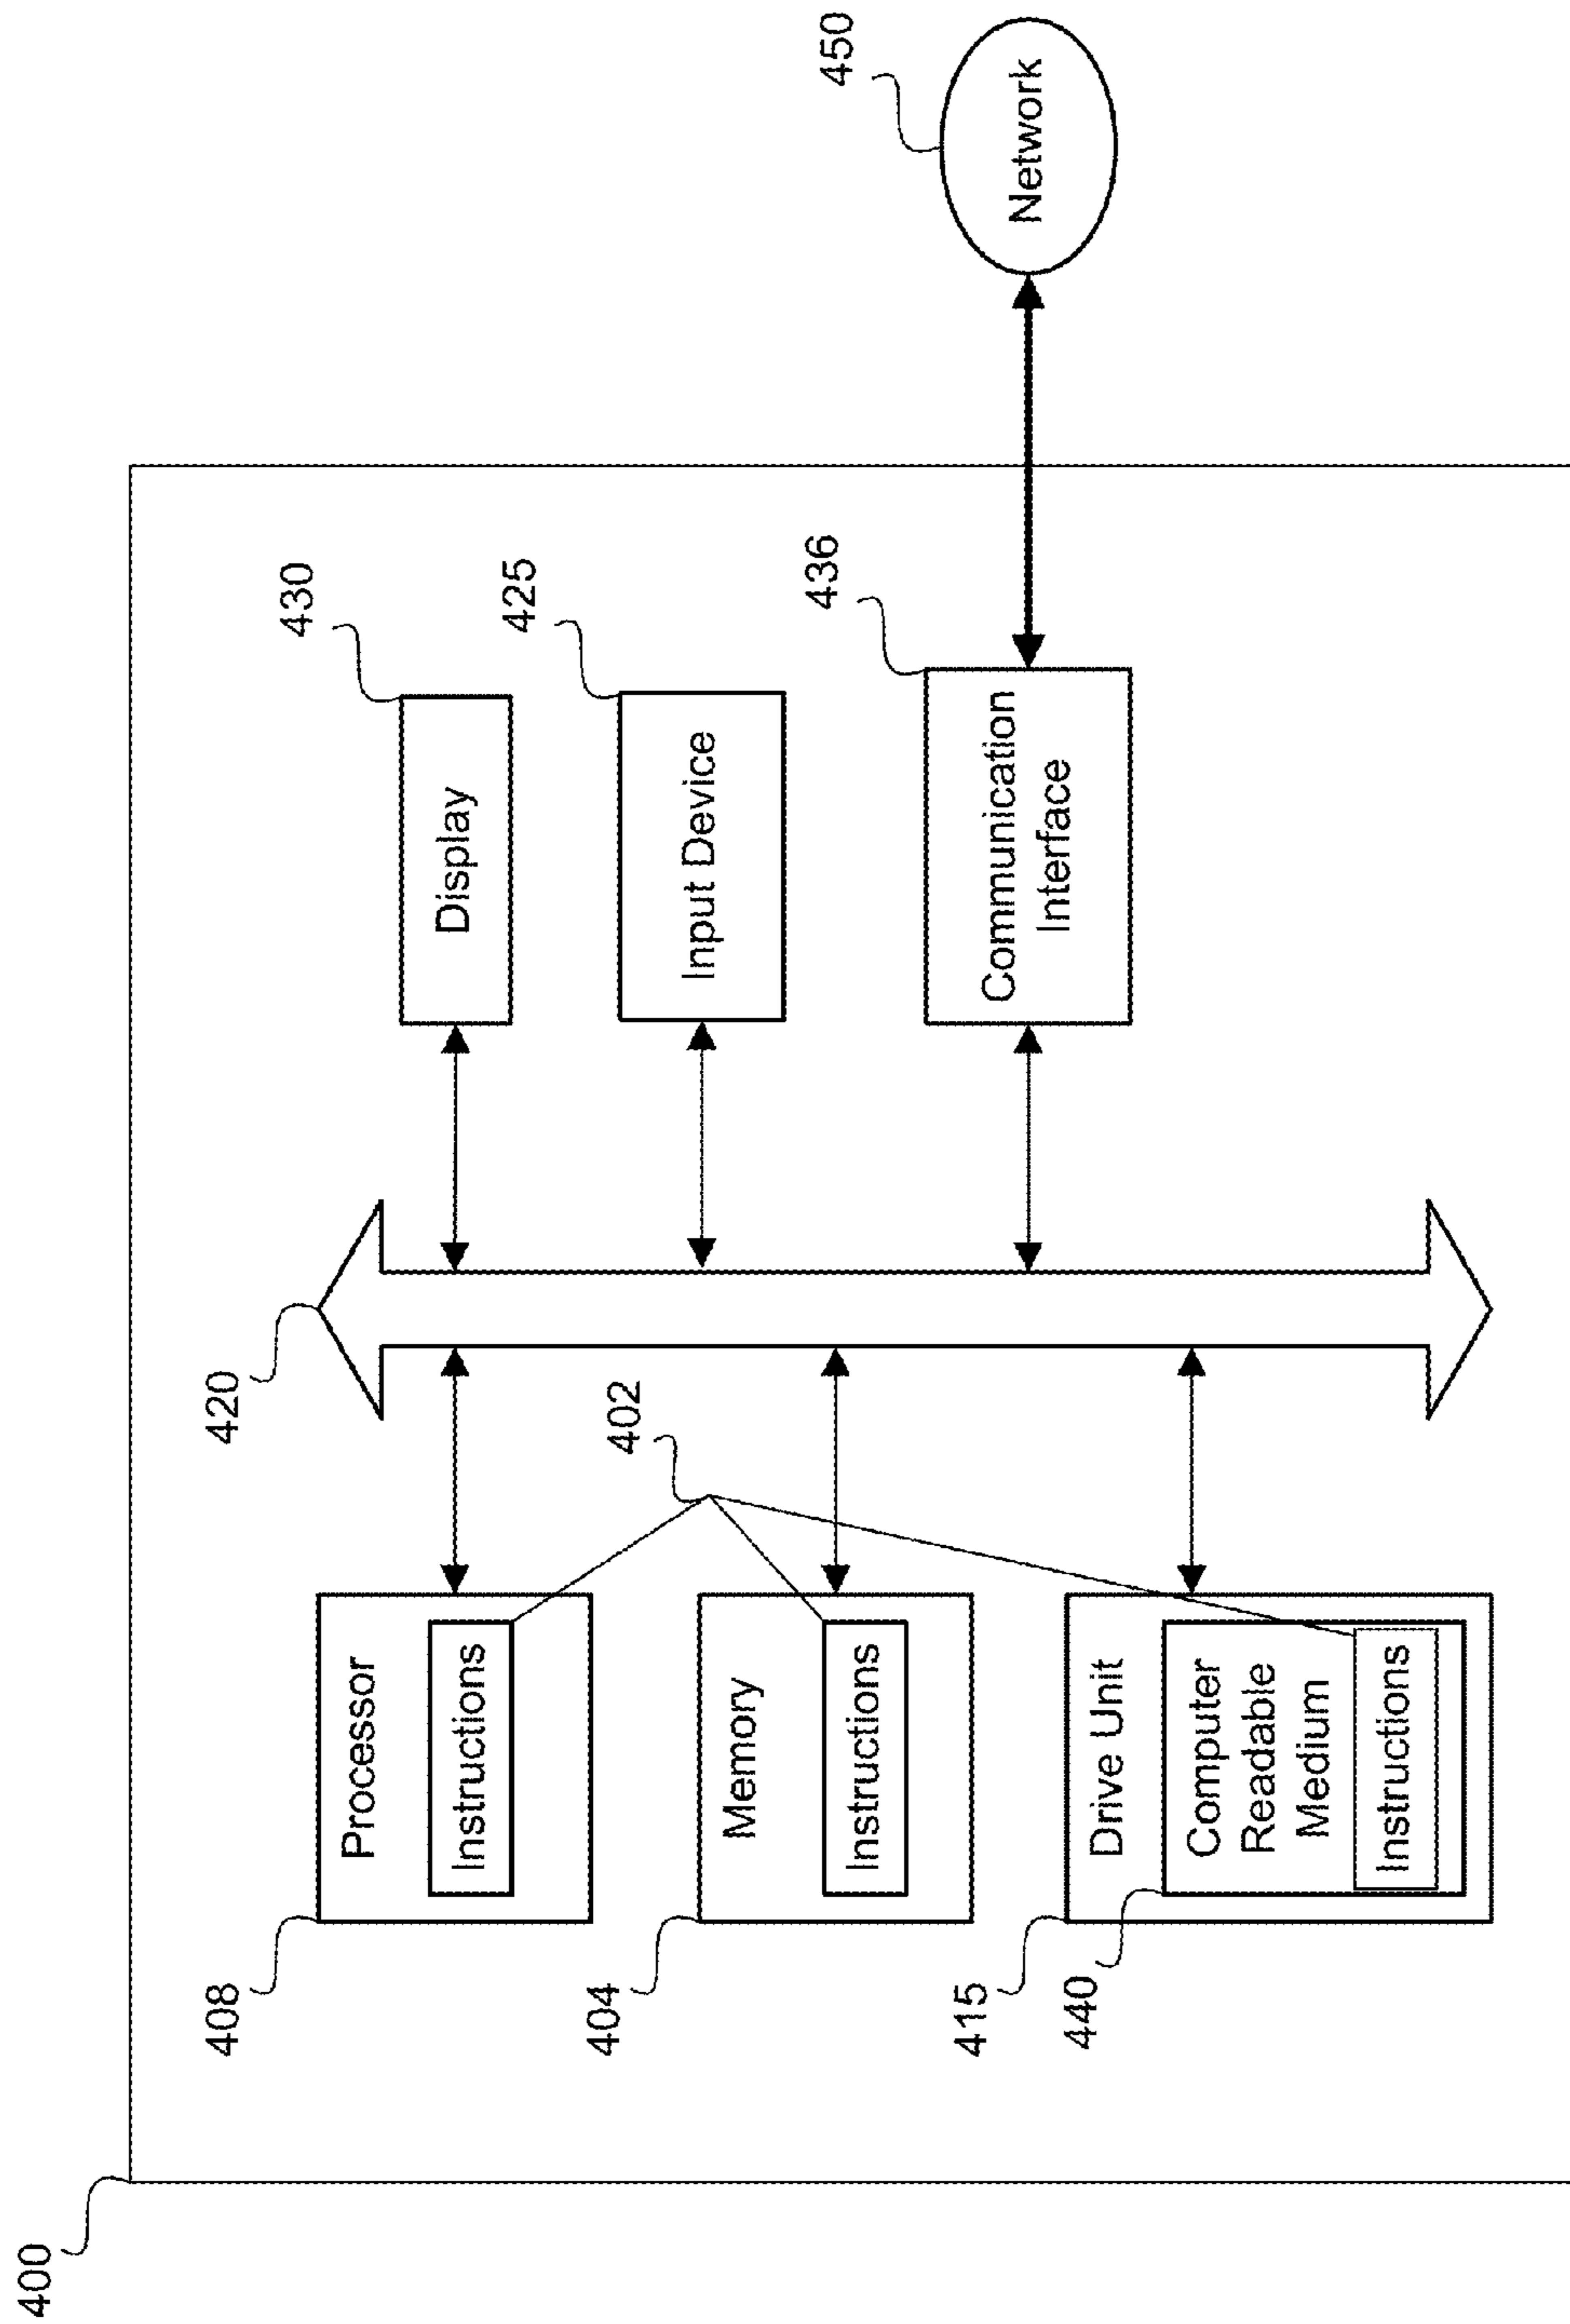 400
408
Processor
Instructions
404
Memory
Instructions
415
440
Drive Unit
Computer
Readable
Medium
Instructions
402
420
430
Display
425
Input Device
436
Communication
Interface
450
Network